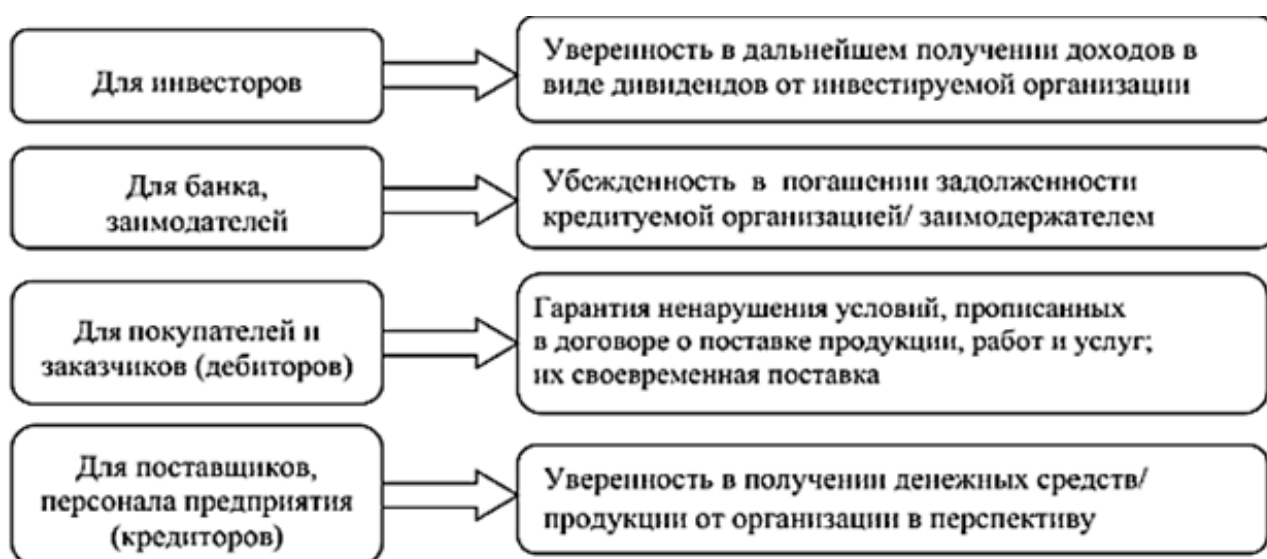 Для инвесторов
Уверенность в дальнейшем получении доходов в
виде дивидендов от инвестируемой организации
Для банка,
заимодателей
Убежденность в погашении задолженности
кредитуемой организацией/ заимодержателем
Для покупателей и
заказчиков (дебиторов)
Гарантия ненарушения условий, прописанных
в договоре о поставке продукции, работ и услуг;
их своевременная поставка
Для поставщиков,
персонала предприятия
(кредиторов)
Уверенность в получении денежных средств/
продукции от организации в перспективу